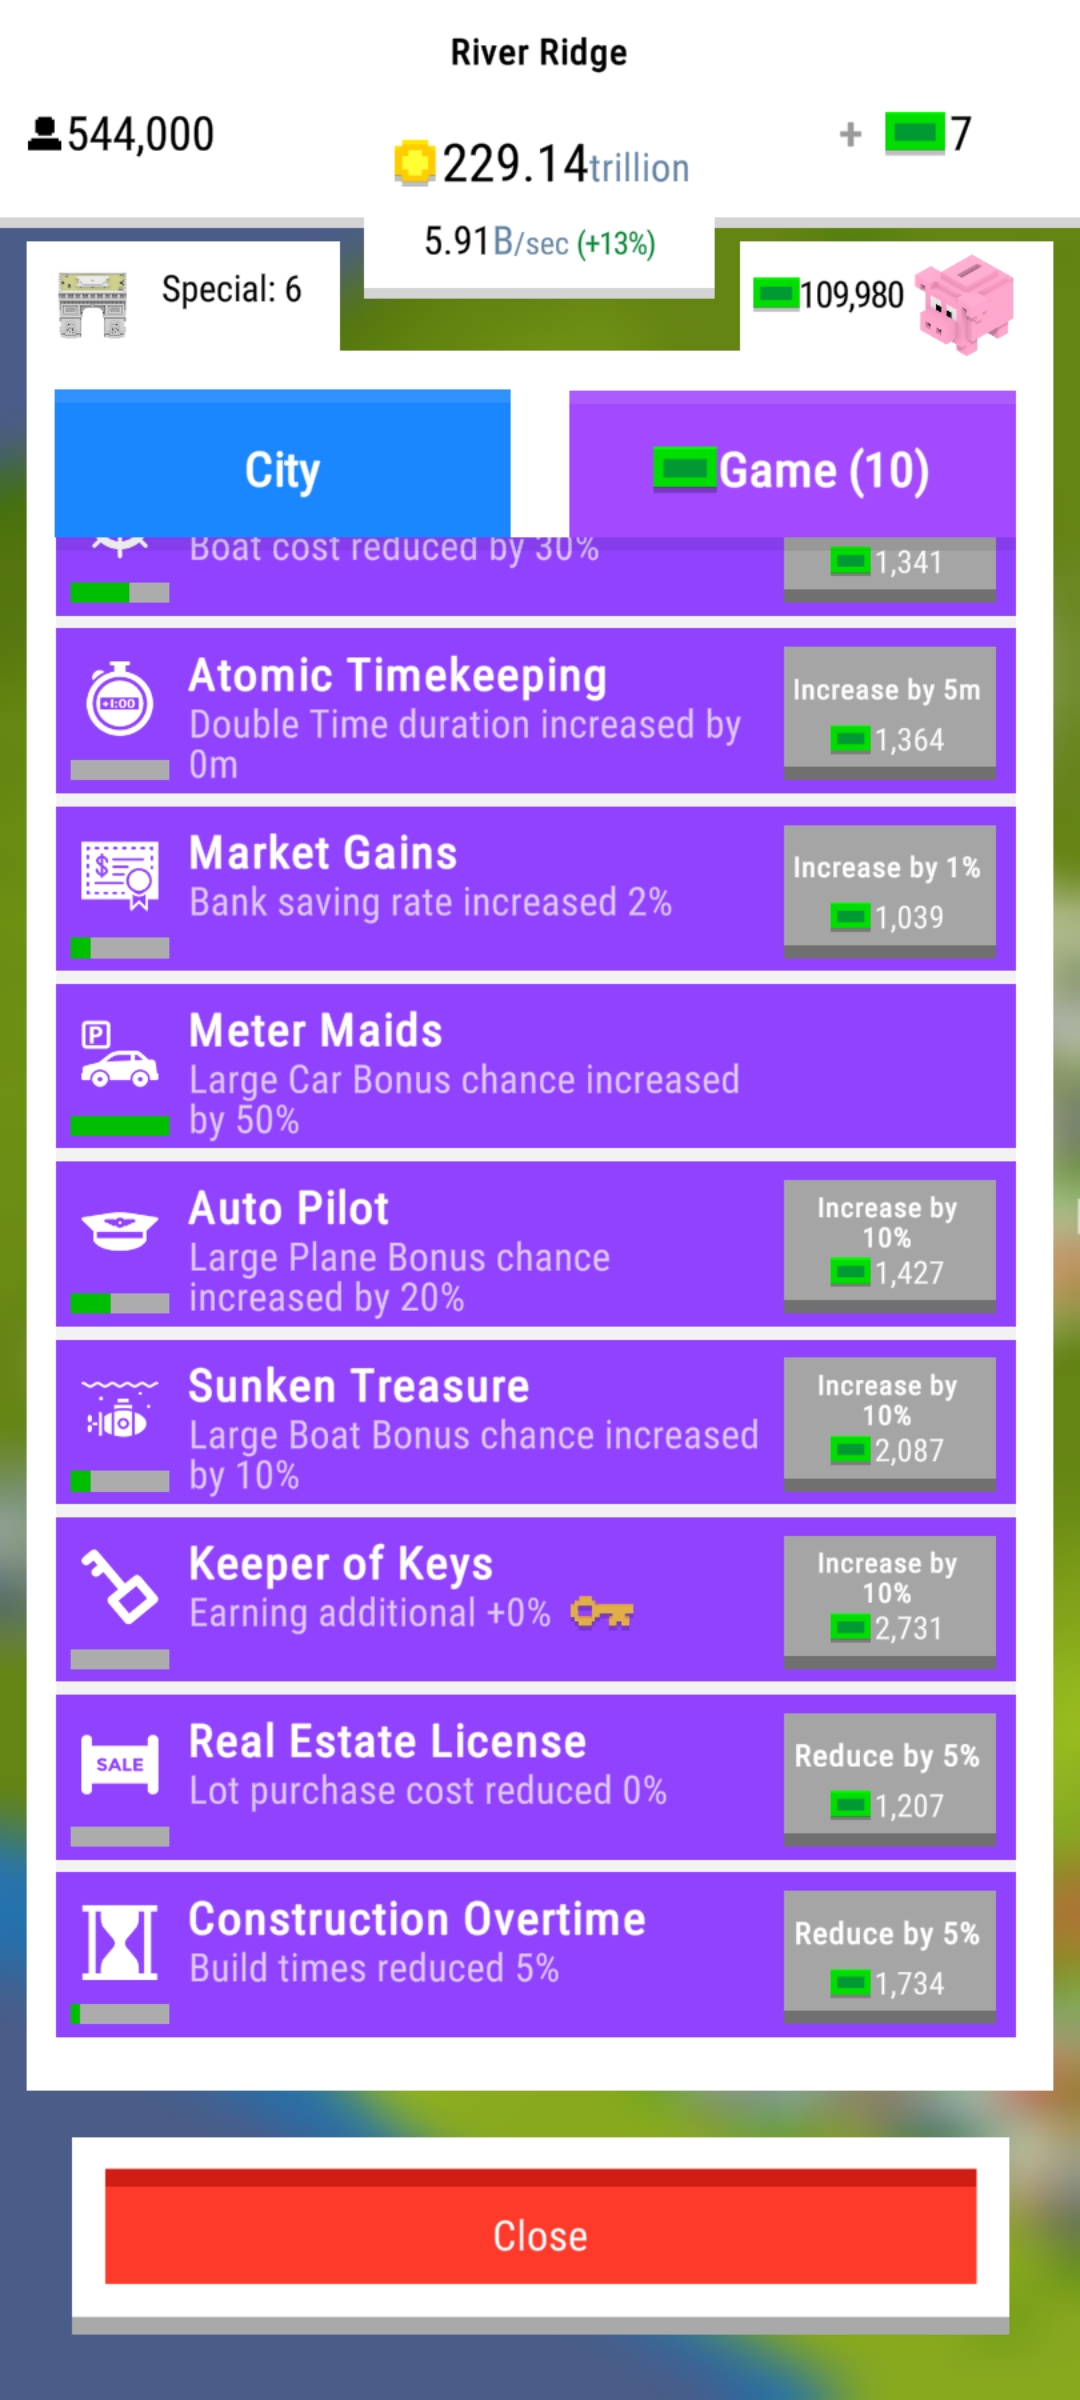 River Ridge
544,000
229.14trillion
+ 7
5.91B/sec (+13%)
Special: 6
109,980
City
Game (10)
Boat cost reduced by 30%
1,341
Atomic Timekeeping
Double Time duration increased by
0m
+1:00
Increase by 5m
1,364
Market Gains
Bank saving rate increased 2%
$
Increase by 1%
1,039
Meter Maids
P
Large Car Bonus chance increased
by 50%
Auto Pilot
Large Plane Bonus chance
increased by 20%
Increase by
10%
1,427
Sunken Treasure
Large Boat Bonus chance increased
by 10%
Increase by
10%
2,087
Keeper of Keys
Earning additional +0%
Increase by
10%
2,731
Real Estate License
SALE
Lot purchase cost reduced 0%
Reduce by 5%
1,207
Construction Overtime
Build times reduced 5%
Reduce by 5%
1,734
Close